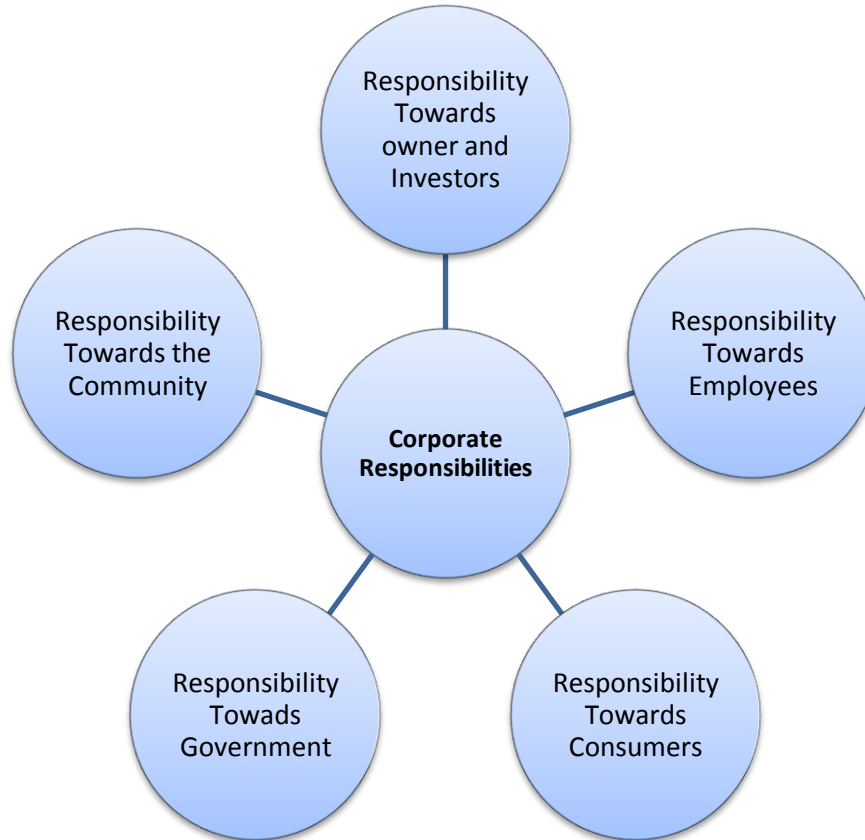 Responsibility
Towards
owner and
Investors
Responsibility
Towards the
Community
Responsibility
Towards
Employees
Corporate
Responsibilities
Responsibility
Towads
Government
Responsibility
Towards
Consumers